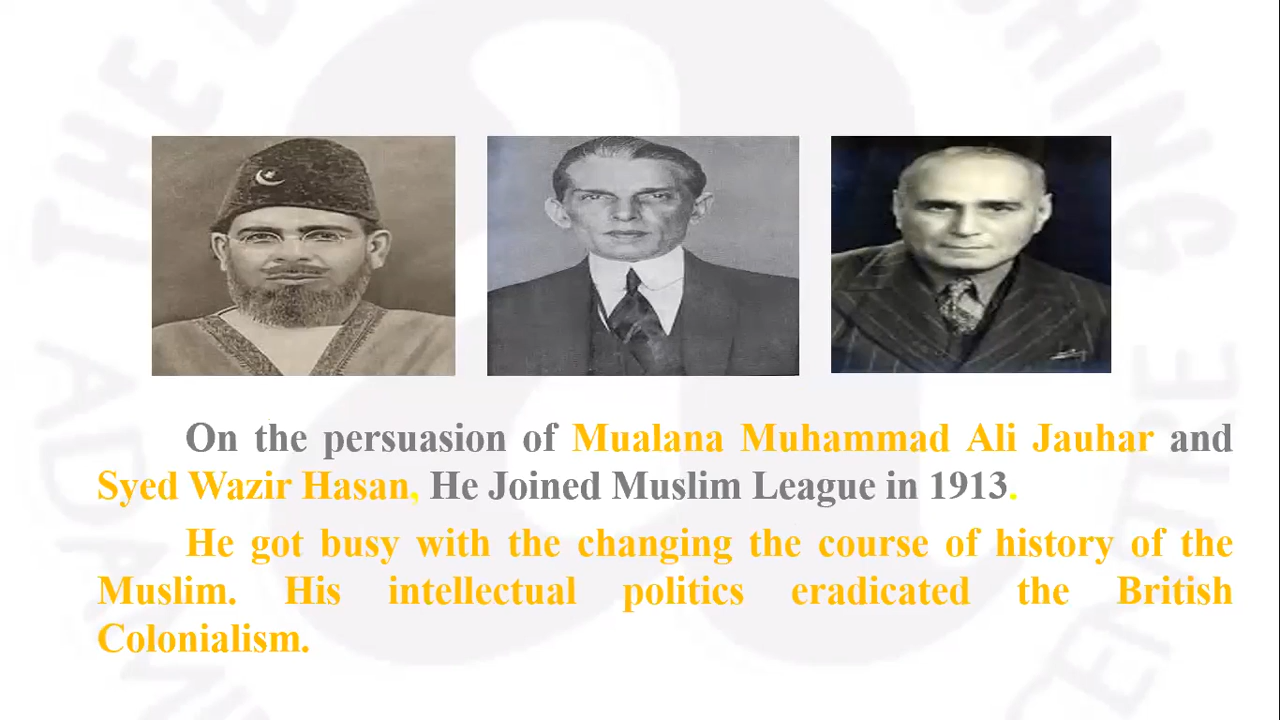 On the persuasion of Mualana Muhammad Ali Jauhar and
Syed Wazir Hasan, He Joined Muslim League in 1913.
He got busy with the changing the course of history of the
Muslim. His intellectual politics eradicated the British
Colonialism.